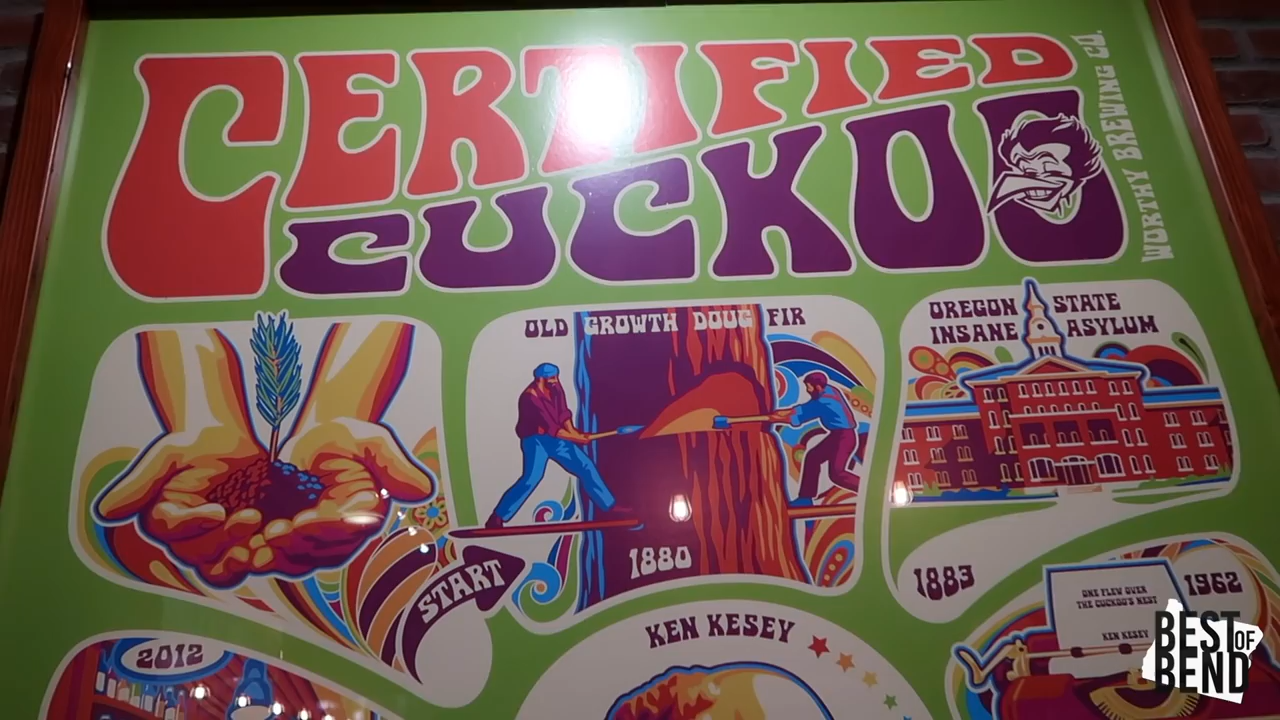 CERTIFIED
CUCKOO
WORTHY BREWING CO.
OLD GROWTH DOUG FIR
OREGON STATE
INSANE ASYLUM
1880
START
1883
1962
ONE FLEW OVER
THE CUCKOO'S NEST
KEN KESEY
KEN KESEY
2012
BEST OF
BEND